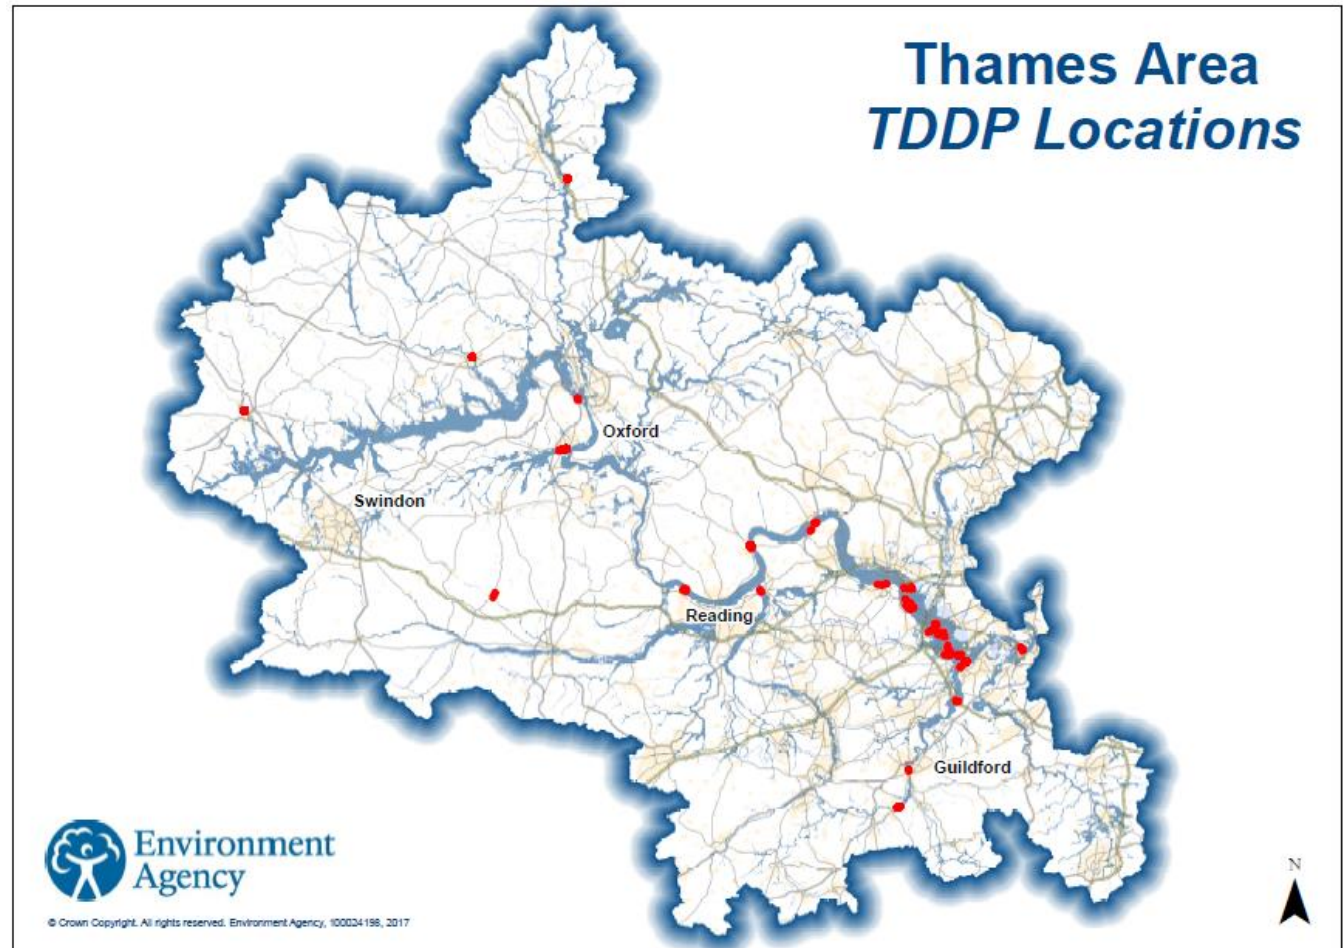 Thames Area
TDDP Locations
Oxford
Swindon
Reading
Guildford
Environment
Agency
N
© Crown Copyright. All rights reserved. Environment Agency, 100024198, 2017